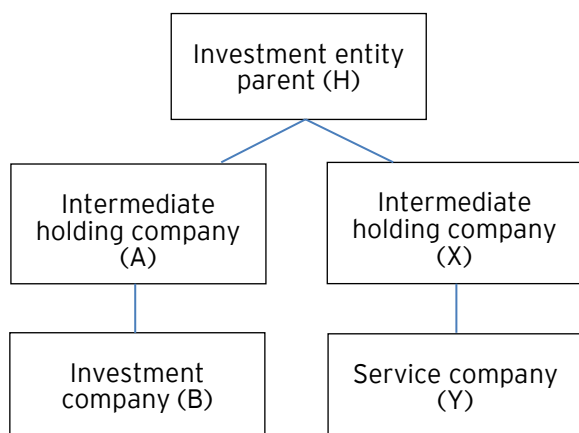 Investment entity
parent (H)
Intermediate
holding company
(A)
Intermediate
holding company
(X)
Investment
company (B)
Service company
(Y)